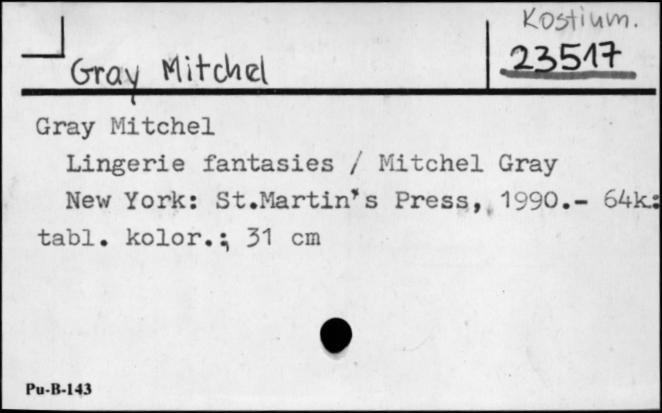 Kostium.
23517
Gray Mitchel
Gray Mitchel
Lingerie fantasies / Mitchel Gray
New York: St.Martin's Press, 1990.- 64k.:
tabl. kolor.; 31 cm
Pu-B-143